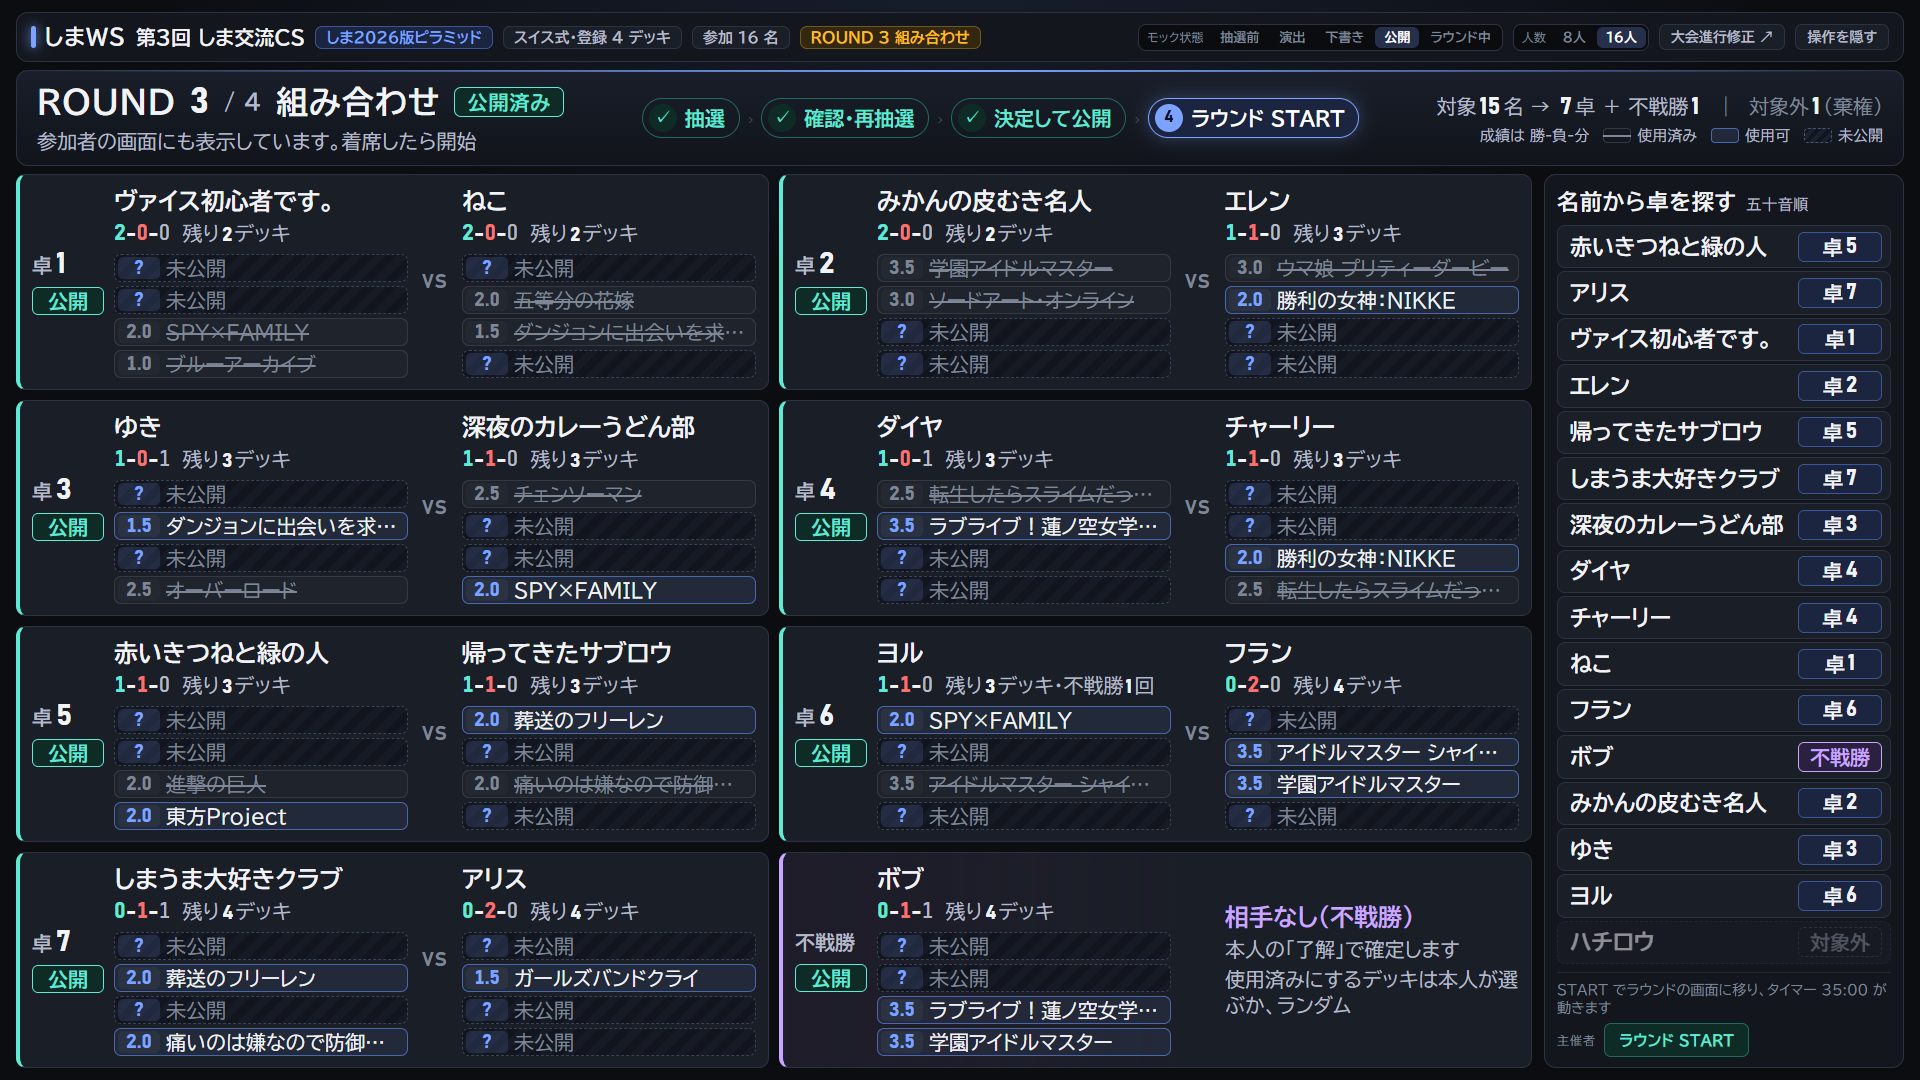 しまWS 第3回 しま交流CS しま2026版ピラミッド スイス式・登録 4 デッキ 参加 16 名 ROUND 3 組み合わせ
モック状態 抽選前 演出 下書き 公開 ラウンド中 人数 8人 16人 大会進行修正 ↗ 操作を隠す
ROUND 3 / 4 組み合わせ 公開済み
参加者の画面にも表示しています。着席したら開始
✓ 抽選 › ✓ 確認・再抽選 › ✓ 決定して公開 › 4 ラウンド START
対象15名 → 7卓 + 不戦勝1 | 対象外1(棄権)
成績は 勝-負-分 使用済み 使用可 未公開
卓1
公開
ヴァイス初心者です。
2-0-0 残り2デッキ
? 未公開
? 未公開
2.0 SPY×FAMILY
1.0 ブルーアーカイブ
VS
ねこ
2-0-0 残り2デッキ
? 未公開
2.0 五等分の花嫁
1.5 ダンジョンに出会いを求…
? 未公開
卓2
公開
みかんの皮むき名人
2-0-0 残り2デッキ
3.5 学園アイドルマスター
3.0 ソードアート・オンライン
? 未公開
? 未公開
VS
エレン
1-1-0 残り3デッキ
3.0 ウマ娘 プリティーダービー
2.0 勝利の女神：NIKKE
? 未公開
? 未公開
卓3
公開
ゆき
1-0-1 残り3デッキ
? 未公開
1.5 ダンジョンに出会いを求…
? 未公開
2.5 オーバーロード
VS
深夜のカレーうどん部
1-1-0 残り3デッキ
2.5 チェンソーマン
? 未公開
? 未公開
2.0 SPY×FAMILY
卓4
公開
ダイヤ
1-0-1 残り3デッキ
2.5 転生したらスライムだっ…
3.5 ラブライブ！蓮ノ空女学…
? 未公開
? 未公開
VS
チャーリー
1-1-0 残り3デッキ
? 未公開
? 未公開
2.0 勝利の女神：NIKKE
2.5 転生したらスライムだっ…
卓5
公開
赤いきつねと緑の人
1-1-0 残り3デッキ
? 未公開
? 未公開
2.0 進撃の巨人
2.0 東方Project
VS
帰ってきたサブロウ
1-1-0 残り3デッキ
2.0 葬送のフリーレン
? 未公開
2.0 痛いのは嫌なので防御…
? 未公開
卓6
公開
ヨル
1-1-0 残り3デッキ・不戦勝1回
2.0 SPY×FAMILY
? 未公開
3.5 アイドルマスター シャイ…
? 未公開
VS
フラン
0-2-0 残り4デッキ
? 未公開
3.5 アイドルマスター シャイ…
3.5 学園アイドルマスター
? 未公開
卓7
公開
しまうま大好きクラブ
0-1-1 残り4デッキ
? 未公開
2.0 葬送のフリーレン
? 未公開
2.0 痛いのは嫌なので防御…
VS
アリス
0-2-0 残り4デッキ
? 未公開
1.5 ガールズバンドクライ
? 未公開
? 未公開
不戦勝
公開
ボブ
0-1-1 残り4デッキ
? 未公開
? 未公開
3.5 ラブライブ！蓮ノ空女学…
3.5 学園アイドルマスター
相手なし(不戦勝)
本人の「了解」で確定します
使用済みにするデッキは本人が選
ぶか、ランダム
名前から卓を探す 五十音順
赤いきつねと緑の人 卓5
アリス 卓7
ヴァイス初心者です。 卓1
エレン 卓2
帰ってきたサブロウ 卓5
しまうま大好きクラブ 卓7
深夜のカレーうどん部 卓3
ダイヤ 卓4
チャーリー 卓4
ねこ 卓1
フラン 卓6
ボブ 不戦勝
みかんの皮むき名人 卓2
ゆき 卓3
ヨル 卓6
ハチロウ 対象外
START でラウンドの画面に移り、タイマー 35:00 が
動きます
主催者 ラウンド START